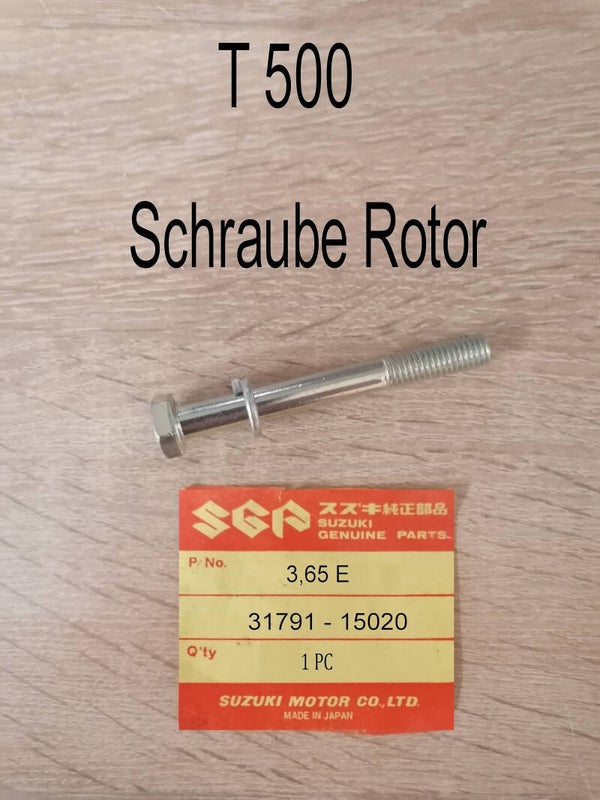 T 500
Schraube Rotor
SGP スズキ純正部品
SUZUKI
GENUINE PARTS.
P/No.
3,65 E
31791 - 15020
Q'ty
1 PC
SUZUKI MOTOR CO.,LTD.
MADE IN JAPAN